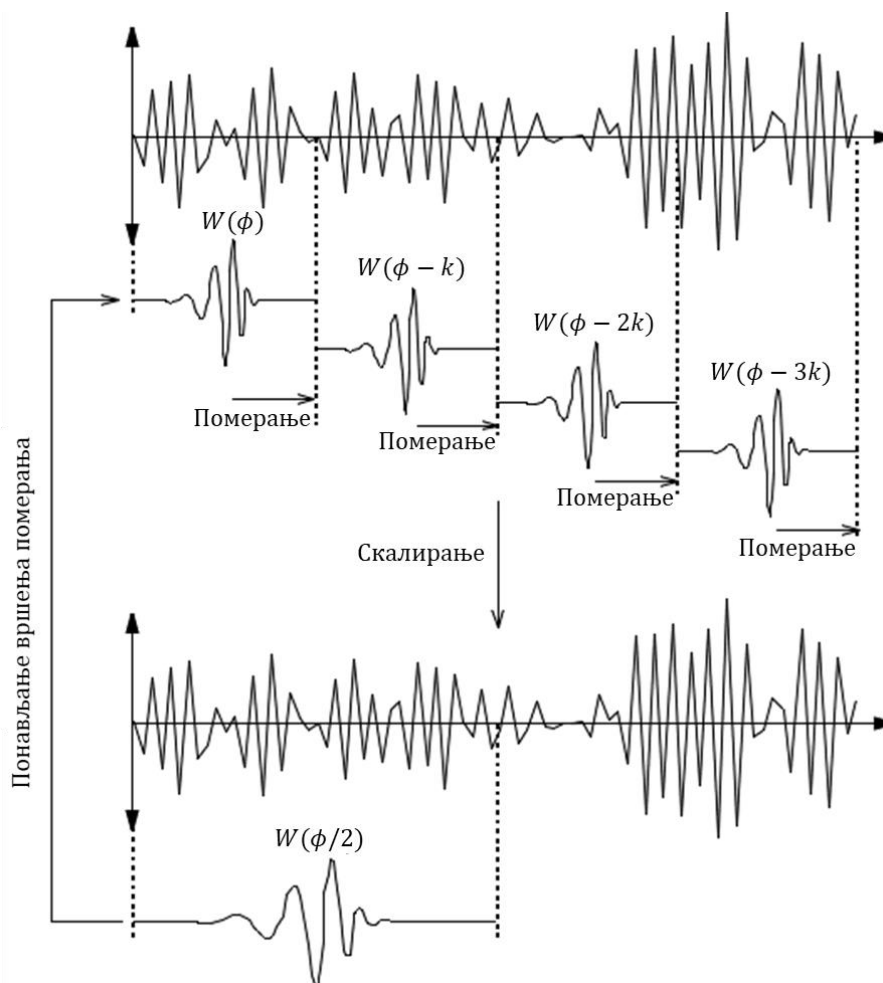 W(ϕ)
W(ϕ − k)
W(ϕ − 2k)
W(ϕ − 3k)
Померање
Померање
Померање
Померање
Скалирање
Понављање вршења померања
W(ϕ/2)